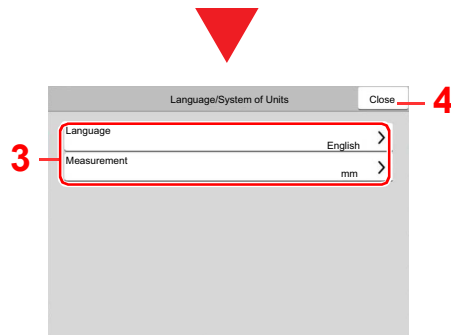 Language/System of Units
Close
4
3
Language
English
Measurement
mm